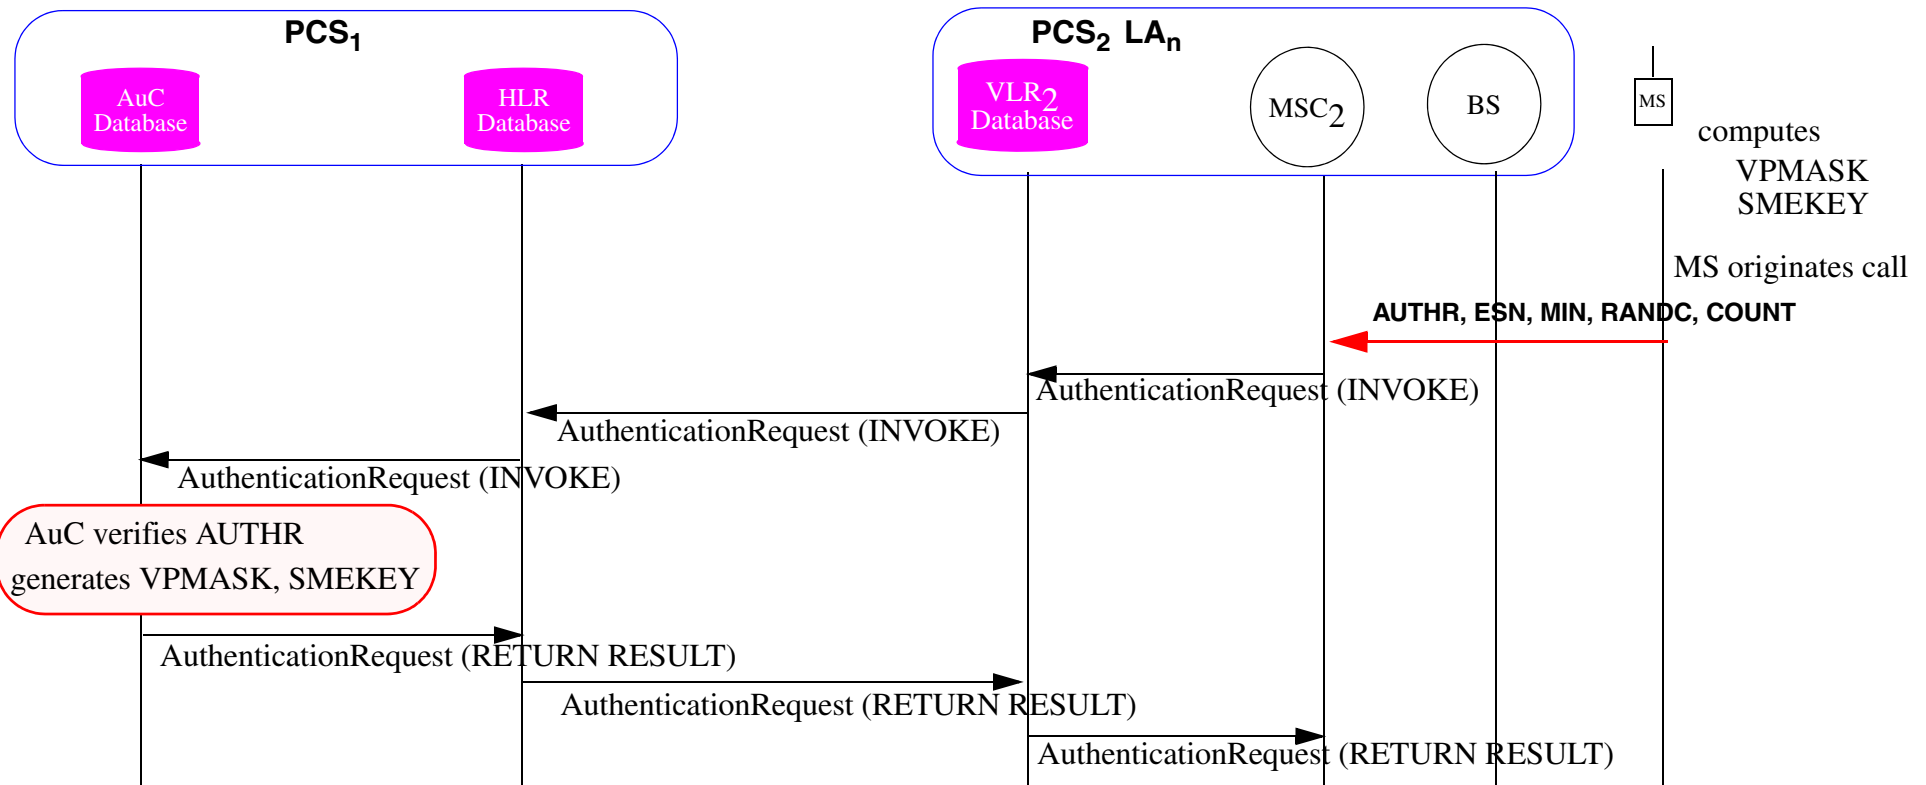 PCS1
PCS2 LAn
AuC
Database
HLR
Database
VLR2
Database
MSC2
BS
MS
computes
VPMASK
SMEKEY
MS originates call
AUTHR, ESN, MIN, RANDC, COUNT
AuthenticationRequest (INVOKE)
AuthenticationRequest (INVOKE)
AuthenticationRequest (INVOKE)
AuC verifies AUTHR
generates VPMASK, SMEKEY
AuthenticationRequest (RETURN RESULT)
AuthenticationRequest (RETURN RESULT)
AuthenticationRequest (RETURN RESULT)